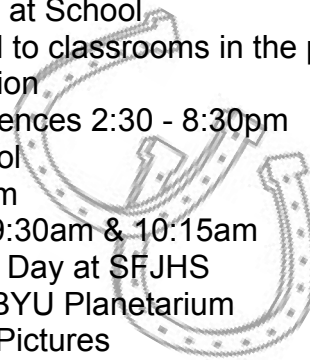 at School
to classrooms in the
ion
ences 2:30 - 8:30pm
ol
m
9:30am & 10:15am
Day at SFJHS
BYU Planetarium
Pictures